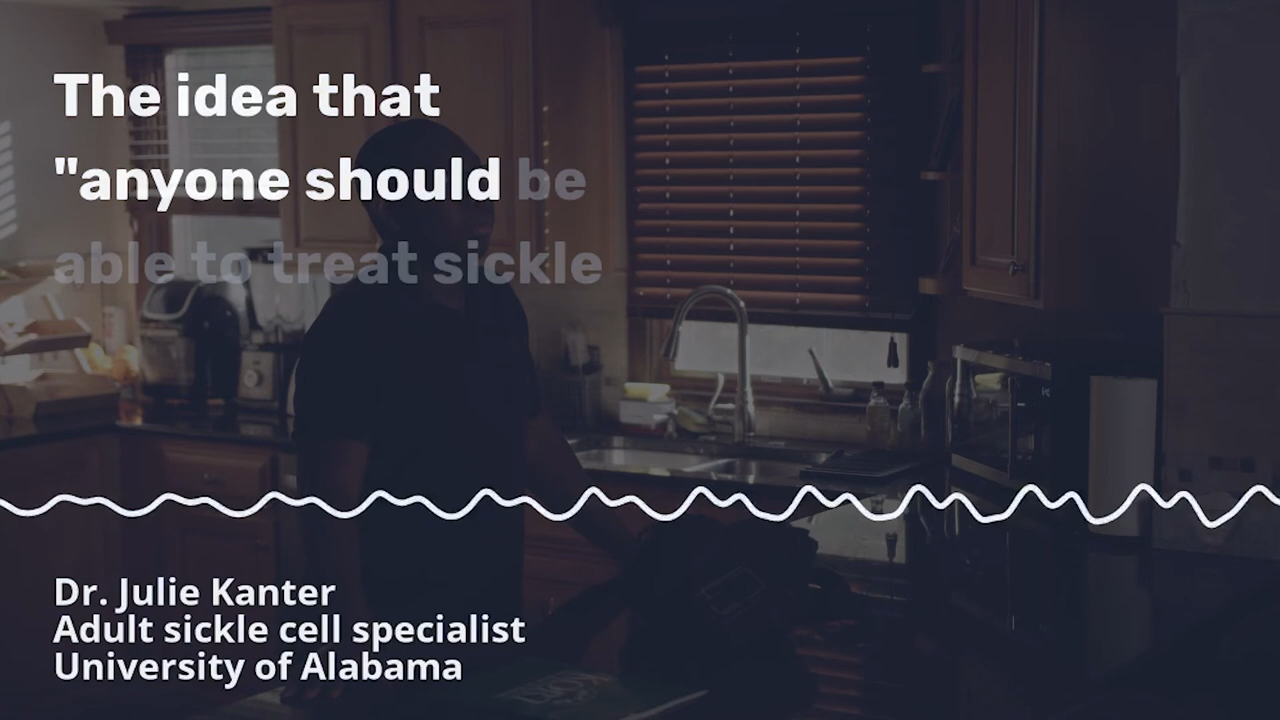 The idea that
"anyone should be
able to treat sickle
Dr. Julie Kanter
Adult sickle cell specialist
University of Alabama